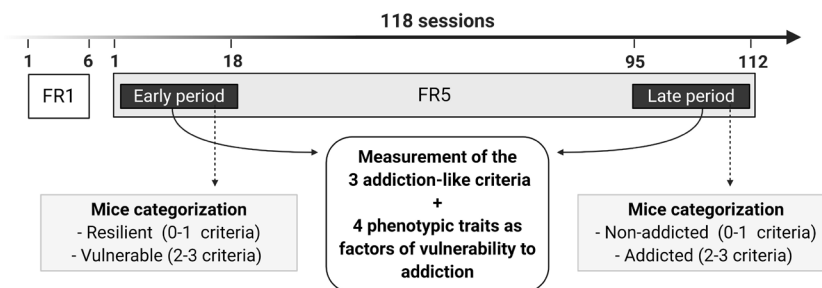 118 sessions
1 6 1 18 95 112
FR1 Early period FR5 Late period
Measurement of the
3 addiction-like criteria
+
4 phenotypic traits as
factors of vulnerability to
addiction
Mice categorization
- Resilient (0-1 criteria)
- Vulnerable (2-3 criteria)
Mice categorization
- Non-addicted (0-1 criteria)
- Addicted (2-3 criteria)